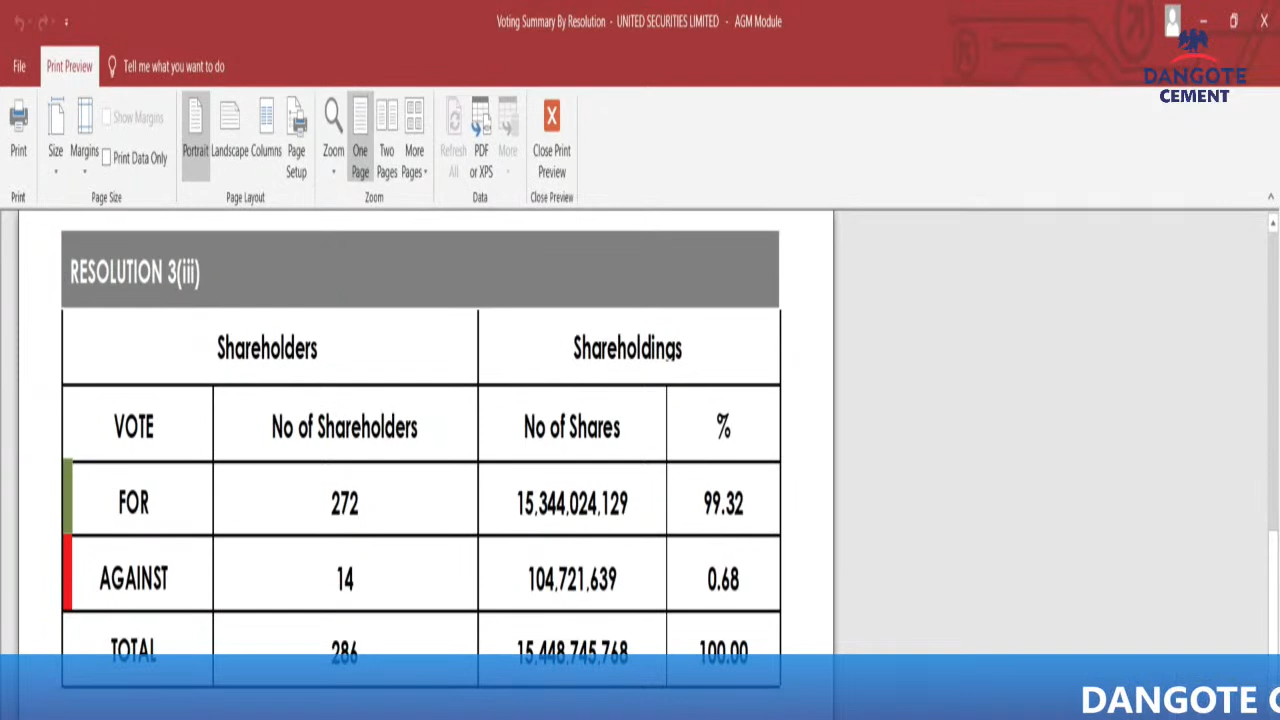 Voting Summary By Resolution - UNITED SECURITIES LIMITED - AGM Module
DANGOTE
CEMENT
File Print Preview Tell me what you want to do
Print Size Margins Show Margins Print Data Only Portrait Landscape Columns Page Setup Zoom One Page Two Pages More Pages Refresh All PDF or XPS More Close Print Preview
Print Page Size Page Layout Zoom Data Close Preview
RESOLUTION 3(iii)
Shareholders Shareholdings
VOTE No of Shareholders No of Shares %
FOR 272 15,344,024,129 99.32
AGAINST 14 104,721,639 0.68
TOTAL 286 15,448,745,768 100.00
DANGOTE